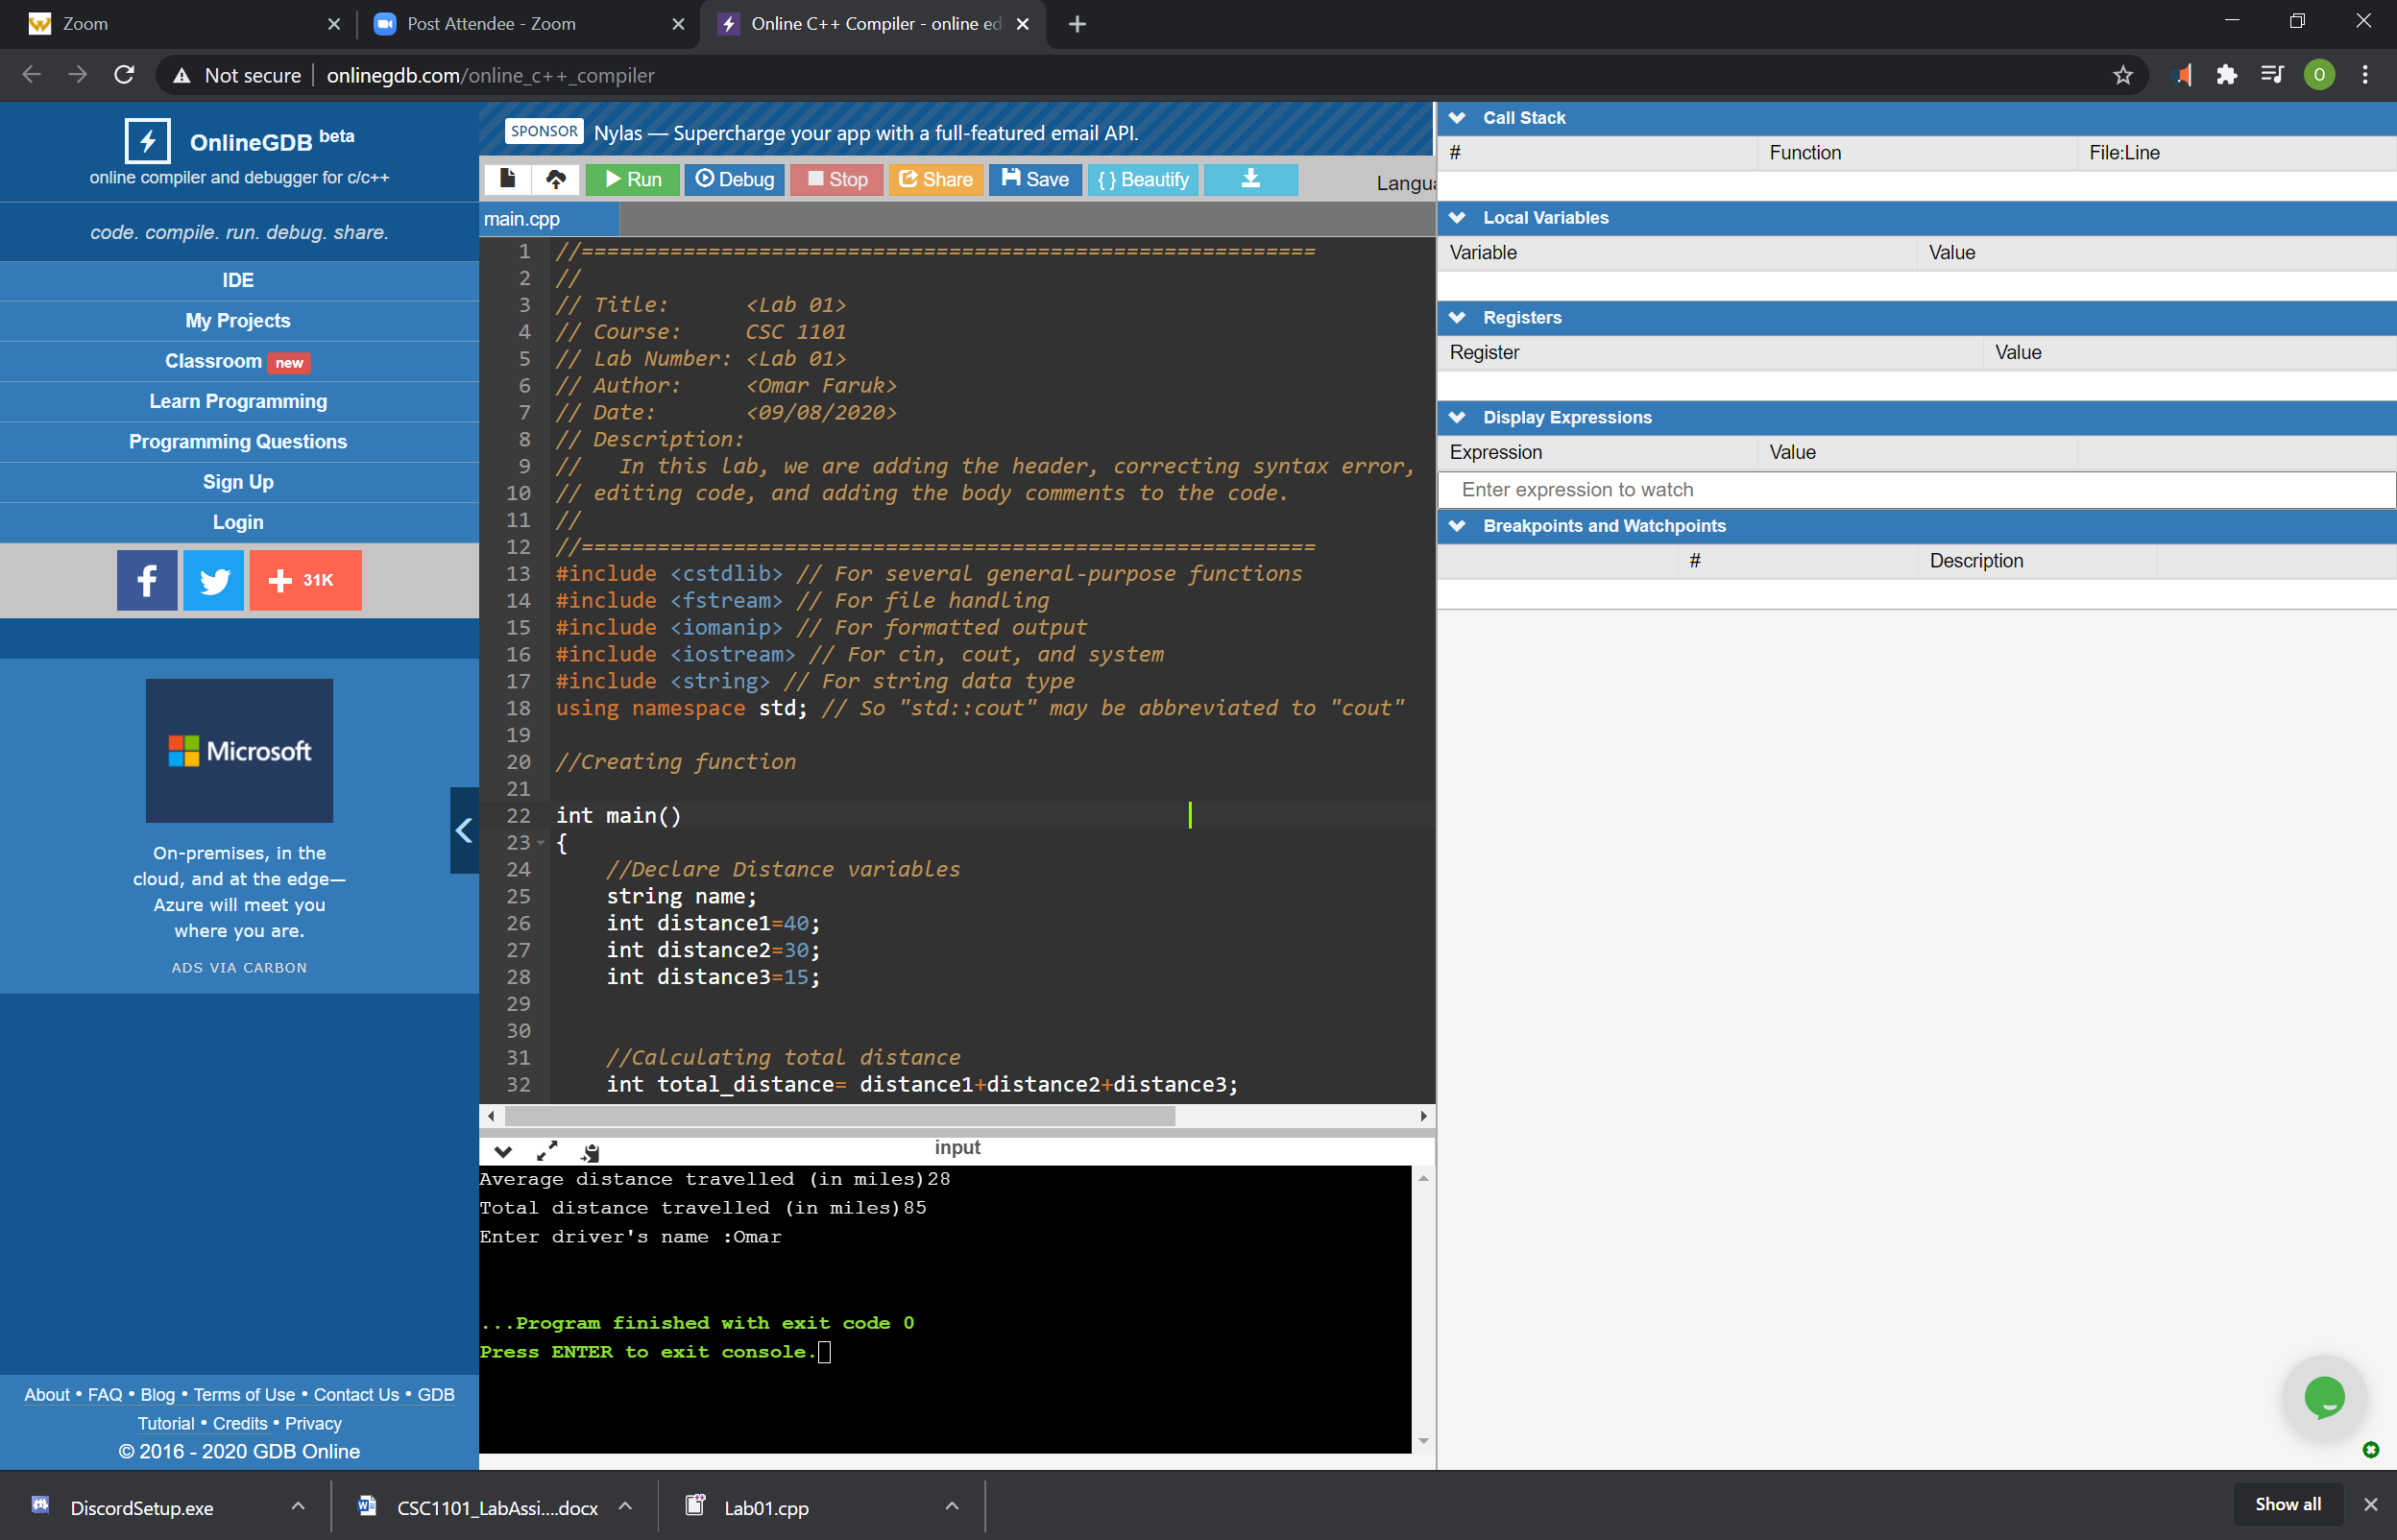 Zoom
Post Attendee - Zoom
Online C++ Compiler - online ed
Not secure
onlinegdb.com/online_c++_compiler
O
OnlineGDB beta
online compiler and debugger for c/c++
code. compile. run. debug. share.
IDE
My Projects
Classroom new
Learn Programming
Programming Questions
Sign Up
Login
f
+ 31K
Microsoft
On-premises, in the
cloud, and at the edge—
Azure will meet you
where you are.
ADS VIA CARBON
About • FAQ • Blog • Terms of Use • Contact Us • GDB
Tutorial • Credits • Privacy
© 2016 - 2020 GDB Online
SPONSOR Nylas — Supercharge your app with a full-featured email API.
Run Debug Stop Share Save {} Beautify
Langua
main.cpp
1 //==========================================================
2 //
3 // Title:      <Lab 01>
4 // Course:     CSC 1101
5 // Lab Number: <Lab 01>
6 // Author:     <Omar Faruk>
7 // Date:       <09/08/2020>
8 // Description:
9 //   In this lab, we are adding the header, correcting syntax error,
10 // editing code, and adding the body comments to the code.
11 //
12 //==========================================================
13 #include <cstdlib> // For several general-purpose functions
14 #include <fstream> // For file handling
15 #include <iomanip> // For formatted output
16 #include <iostream> // For cin, cout, and system
17 #include <string> // For string data type
18 using namespace std; // So "std::cout" may be abbreviated to "cout"
19
20 //Creating function
21
22 int main()
23 {
24     //Declare Distance variables
25     string name;
26     int distance1=40;
27     int distance2=30;
28     int distance3=15;
29
30
31     //Calculating total distance
32     int total_distance= distance1+distance2+distance3;
input
Average distance travelled (in miles)28
Total distance travelled (in miles)85
Enter driver's name :Omar
...Program finished with exit code 0
Press ENTER to exit console.
Call Stack
# Function File:Line
Local Variables
Variable Value
Registers
Register Value
Display Expressions
Expression Value
Enter expression to watch
Breakpoints and Watchpoints
# Description
DiscordSetup.exe
CSC1101_LabAssi....docx
Lab01.cpp
Show all